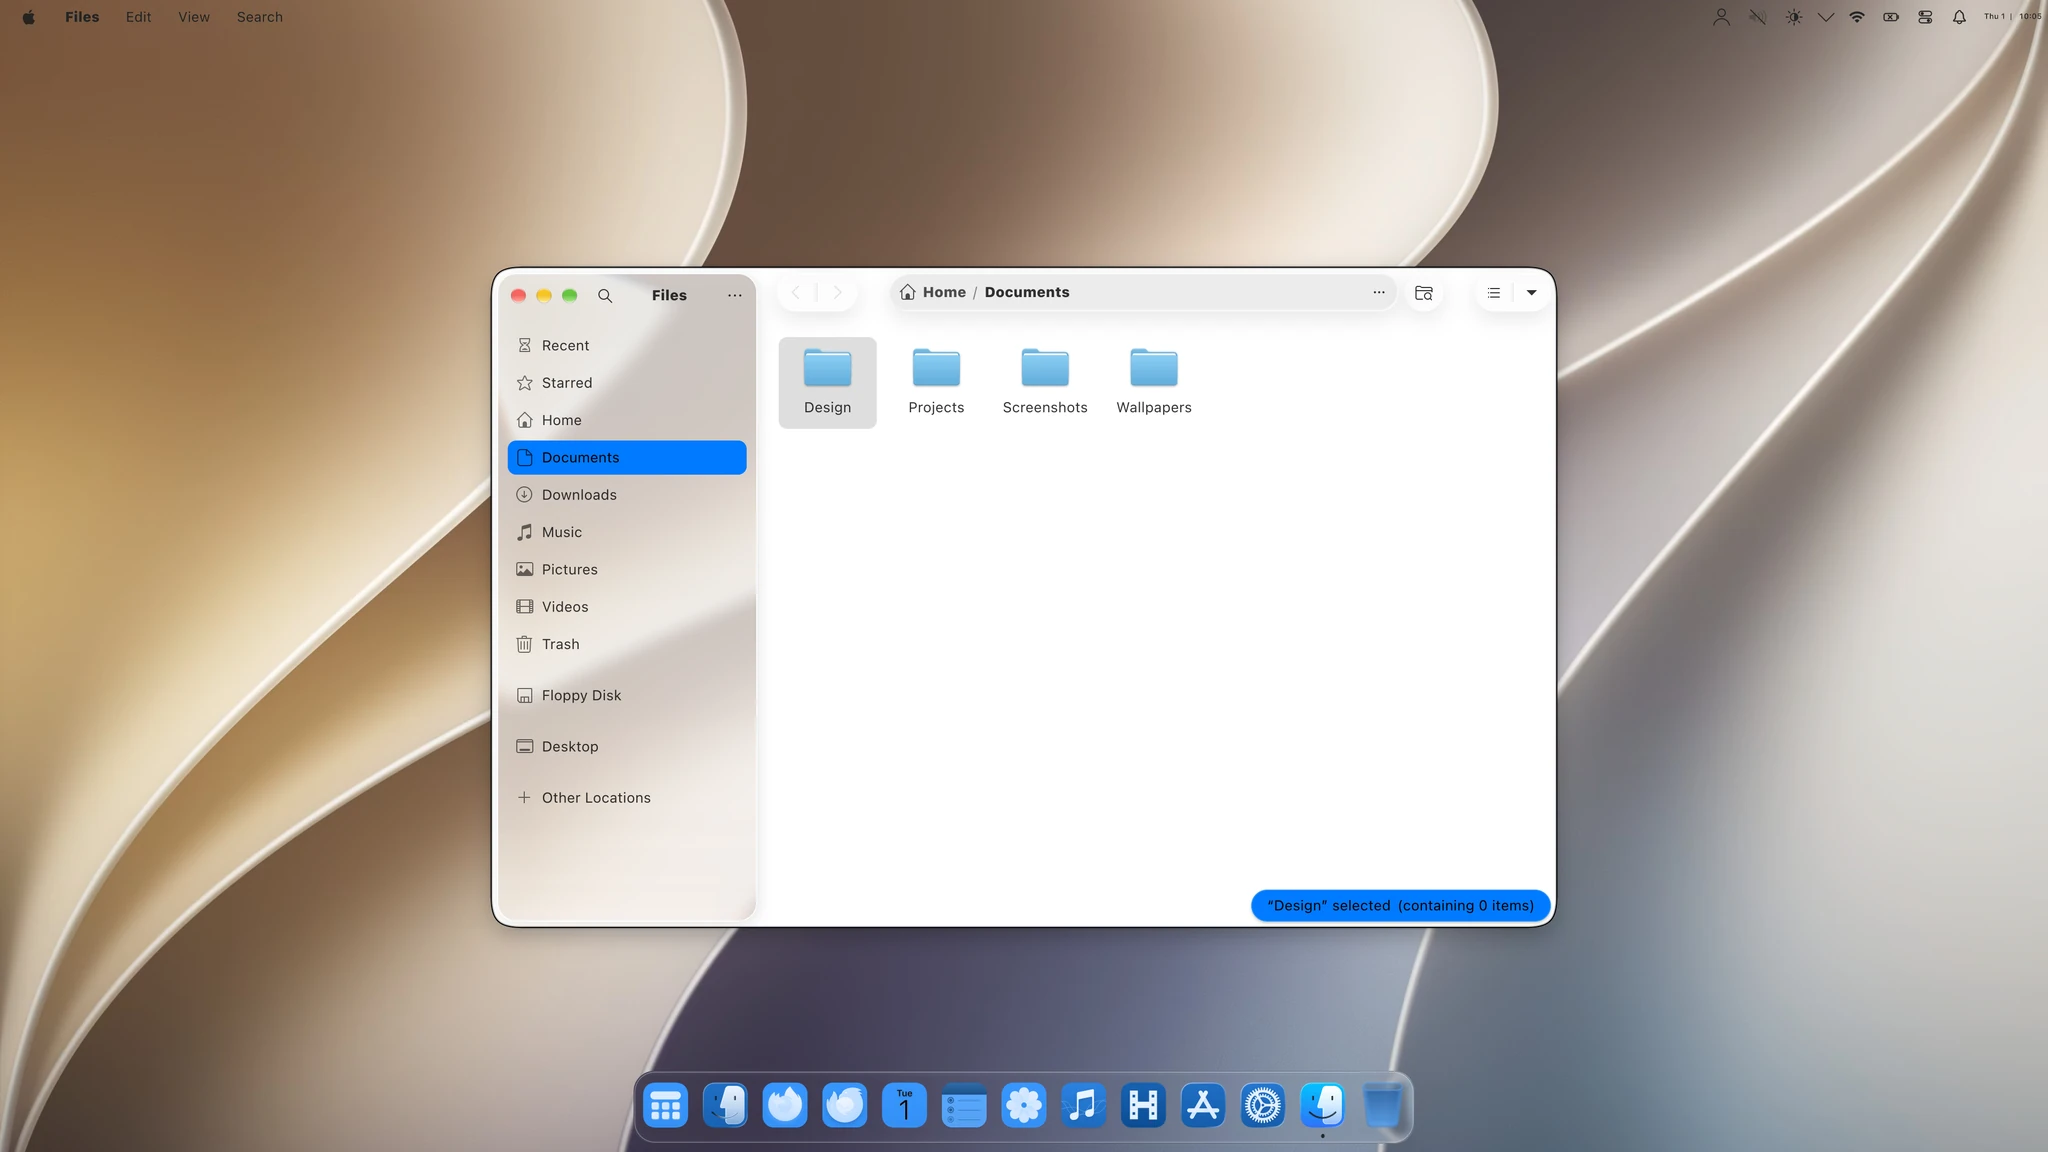 Files Edit View Search
Thu 1 | 10:05
Files
Home / Documents
Recent
Starred
Home
Documents
Downloads
Music
Pictures
Videos
Trash
Floppy Disk
Desktop
Other Locations
Design Projects Screenshots Wallpapers
“Design” selected (containing 0 items)
Tue
1